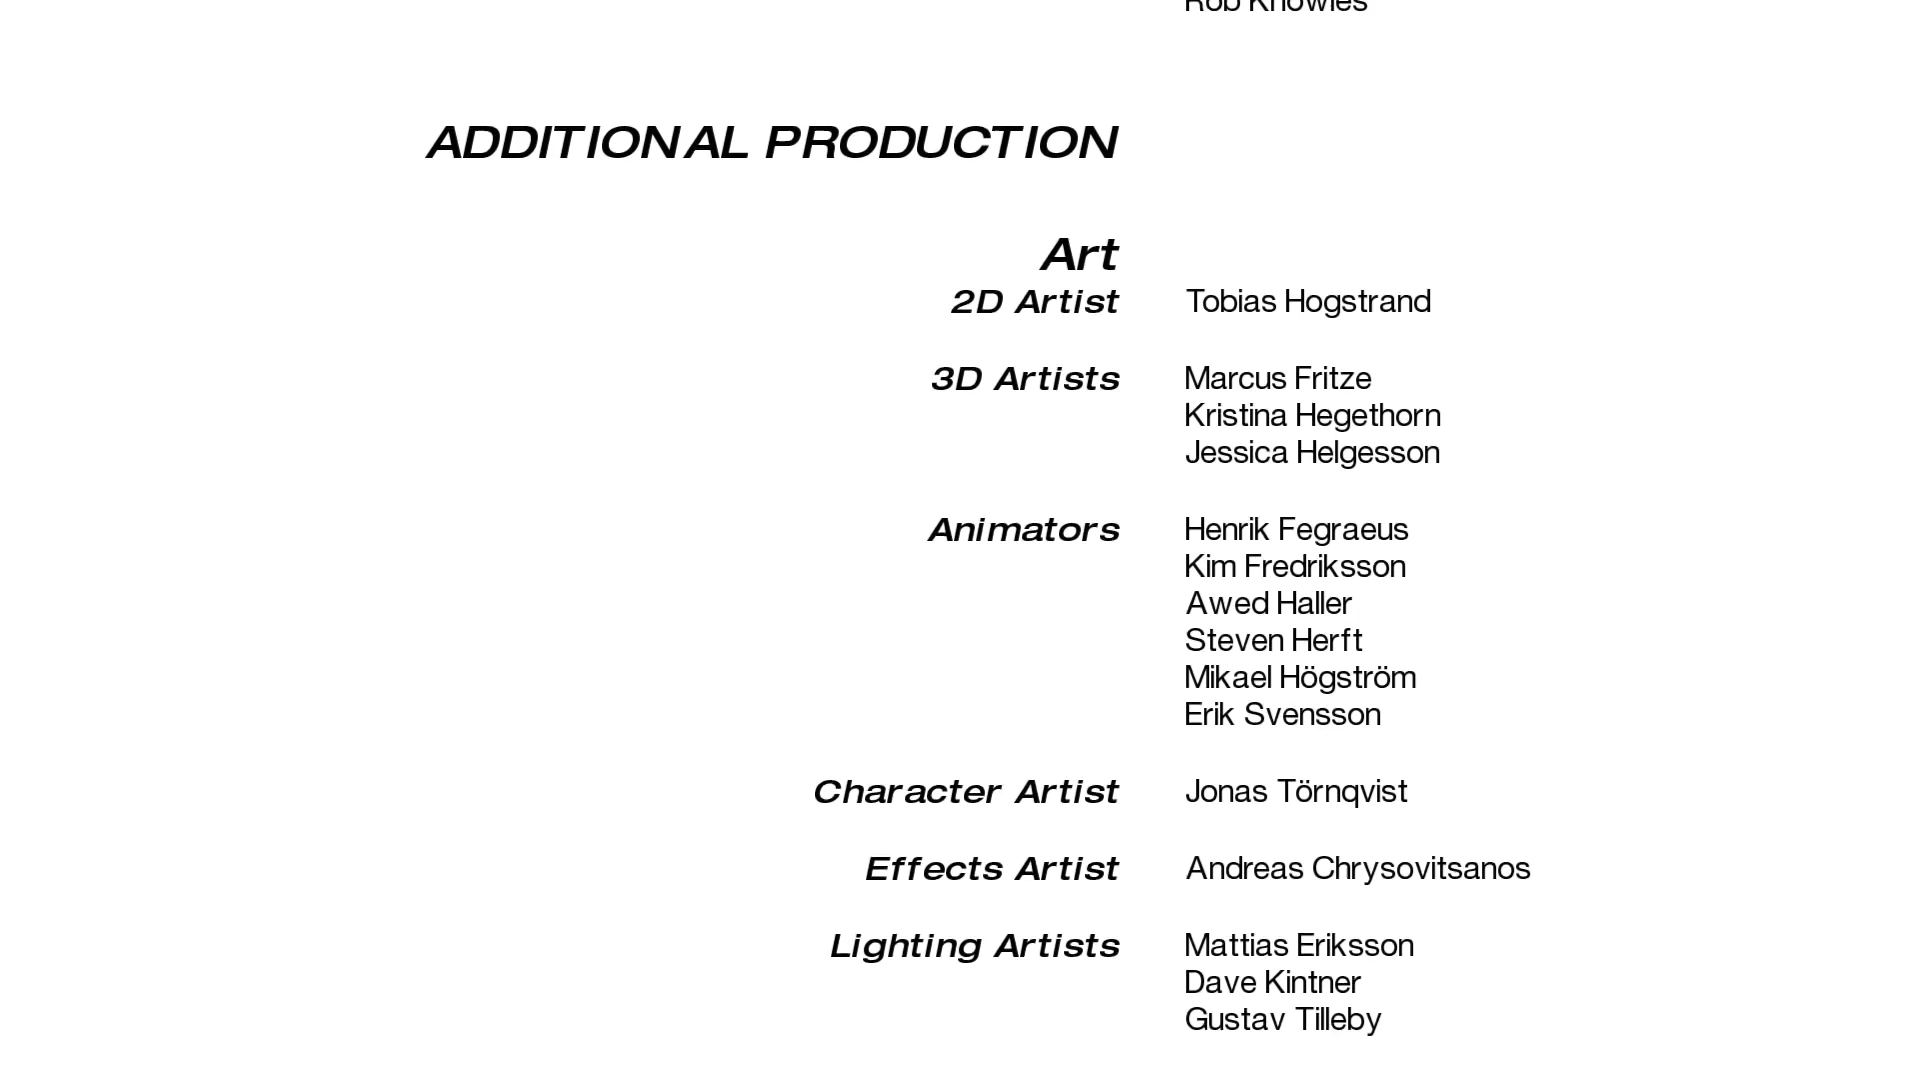 Rob Knowles
ADDITIONAL PRODUCTION
Art
2D Artist Tobias Hogstrand
3D Artists Marcus Fritze
Kristina Hegethorn
Jessica Helgesson
Animators Henrik Fegraeus
Kim Fredriksson
Awed Haller
Steven Herft
Mikael Högström
Erik Svensson
Character Artist Jonas Törnqvist
Effects Artist Andreas Chrysovitsanos
Lighting Artists Mattias Eriksson
Dave Kintner
Gustav Tilleby